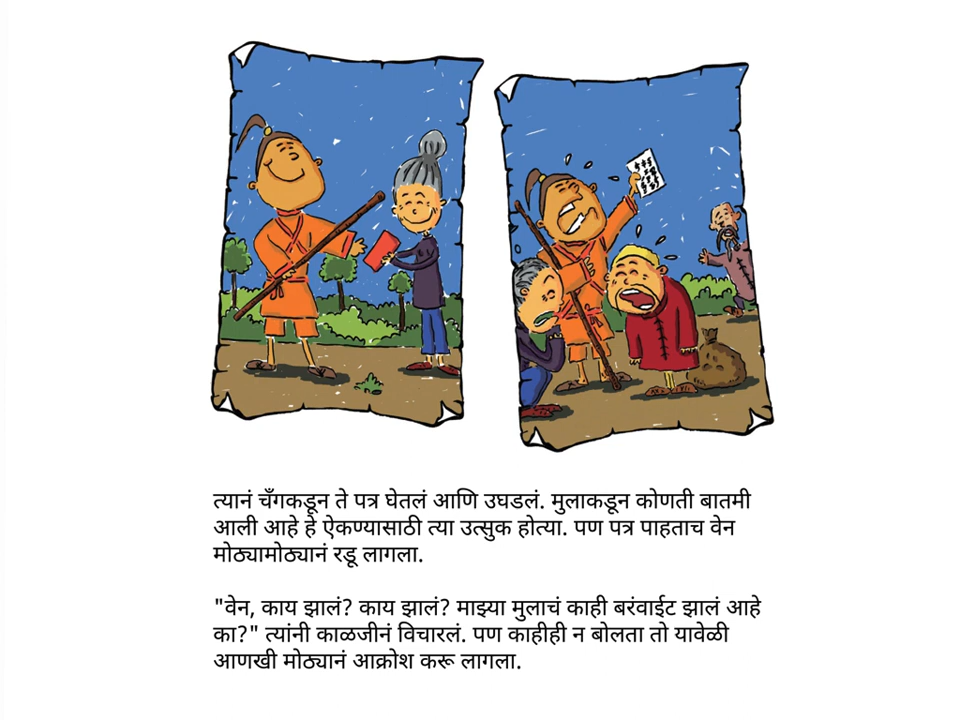 त्यानं चँगकडून ते पत्र घेतलं आणि उघडलं. मुलाकडून कोणती बातमी
आली आहे हे ऐकण्यासाठी त्या उत्सुक होत्या. पण पत्र पाहताच वेन
मोठ्यामोठ्यानं रडू लागला.
"वेन, काय झालं? काय झालं? माझ्या मुलाचं काही बरंवाईट झालं आहे
का?" त्यांनी काळजीनं विचारलं. पण काहीही न बोलता तो यावेळी
आणखी मोठ्यानं आक्रोश करू लागला.